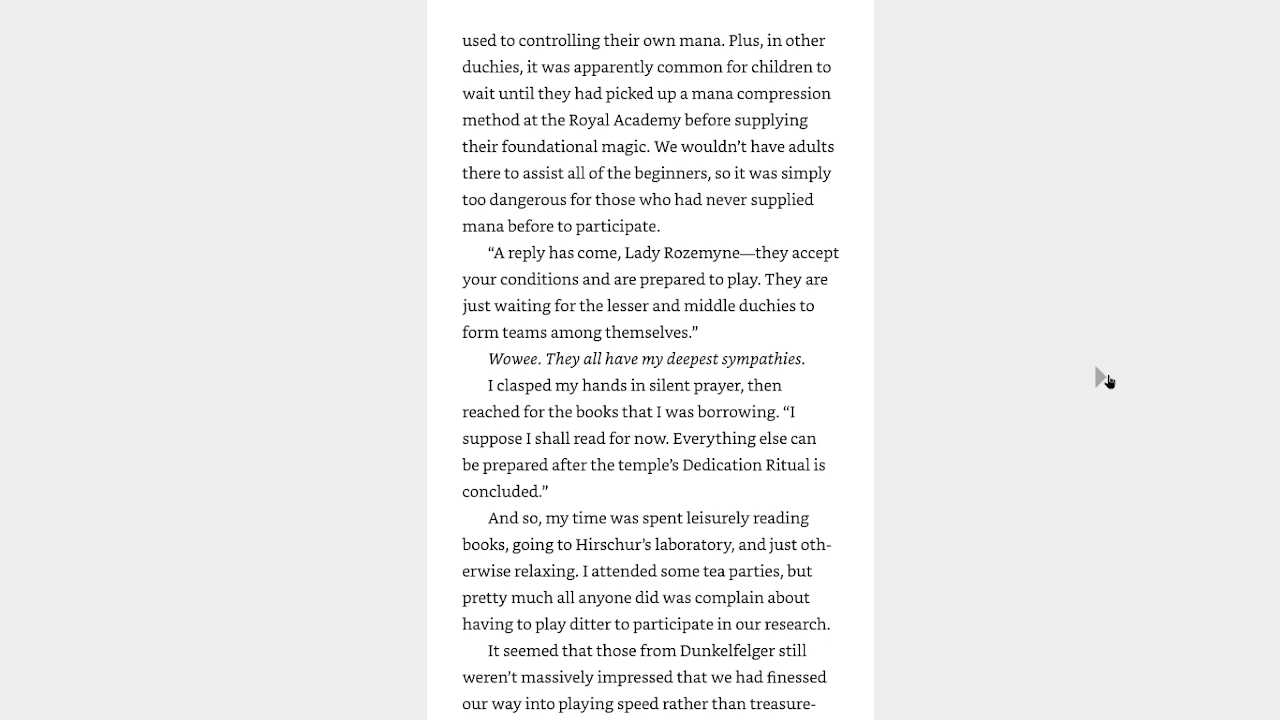 used to controlling their own mana. Plus, in other
duchies, it was apparently common for children to
wait until they had picked up a mana compression
method at the Royal Academy before supplying
their foundational magic. We wouldn’t have adults
there to assist all of the beginners, so it was simply
too dangerous for those who had never supplied
mana before to participate.
“A reply has come, Lady Rozemyne—they accept
your conditions and are prepared to play. They are
just waiting for the lesser and middle duchies to
form teams among themselves.”
Wowee. They all have my deepest sympathies.
I clasped my hands in silent prayer, then
reached for the books that I was borrowing. “I
suppose I shall read for now. Everything else can
be prepared after the temple’s Dedication Ritual is
concluded.”
And so, my time was spent leisurely reading
books, going to Hirschur’s laboratory, and just oth-
erwise relaxing. I attended some tea parties, but
pretty much all anyone did was complain about
having to play ditter to participate in our research.
It seemed that those from Dunkelfelger still
weren’t massively impressed that we had finessed
our way into playing speed rather than treasure-